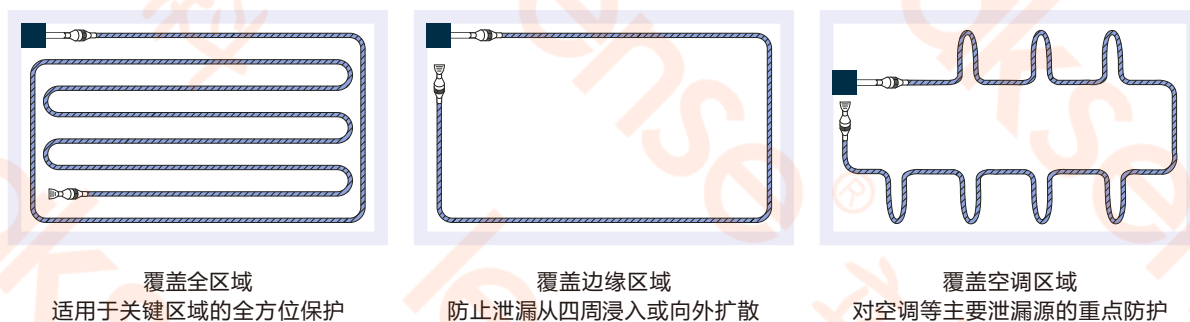 覆盖全区域
适用于关键区域的全方位保护
覆盖边缘区域
防止泄漏从四周浸入或向外扩散
覆盖空调区域
对空调等主要泄漏源的重点防护
®